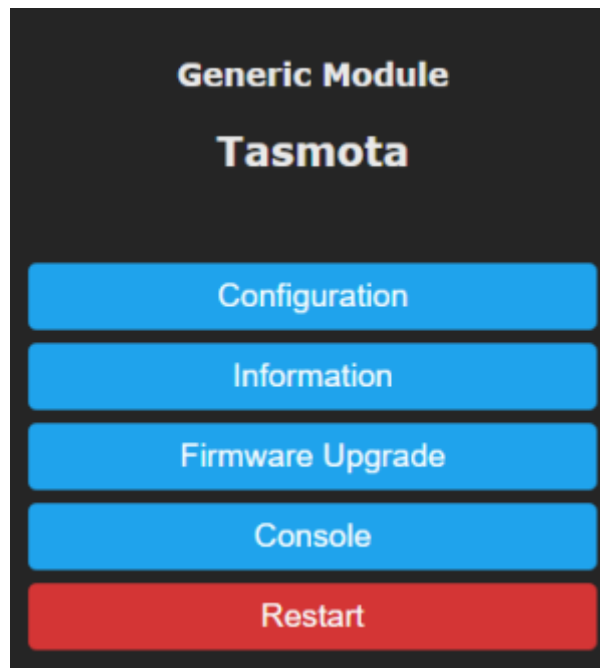 Generic Module
Tasmota
Configuration
Information
Firmware Upgrade
Console
Restart